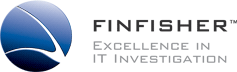 FINFISHER™
EXCELLENCE IN
IT INVESTIGATION